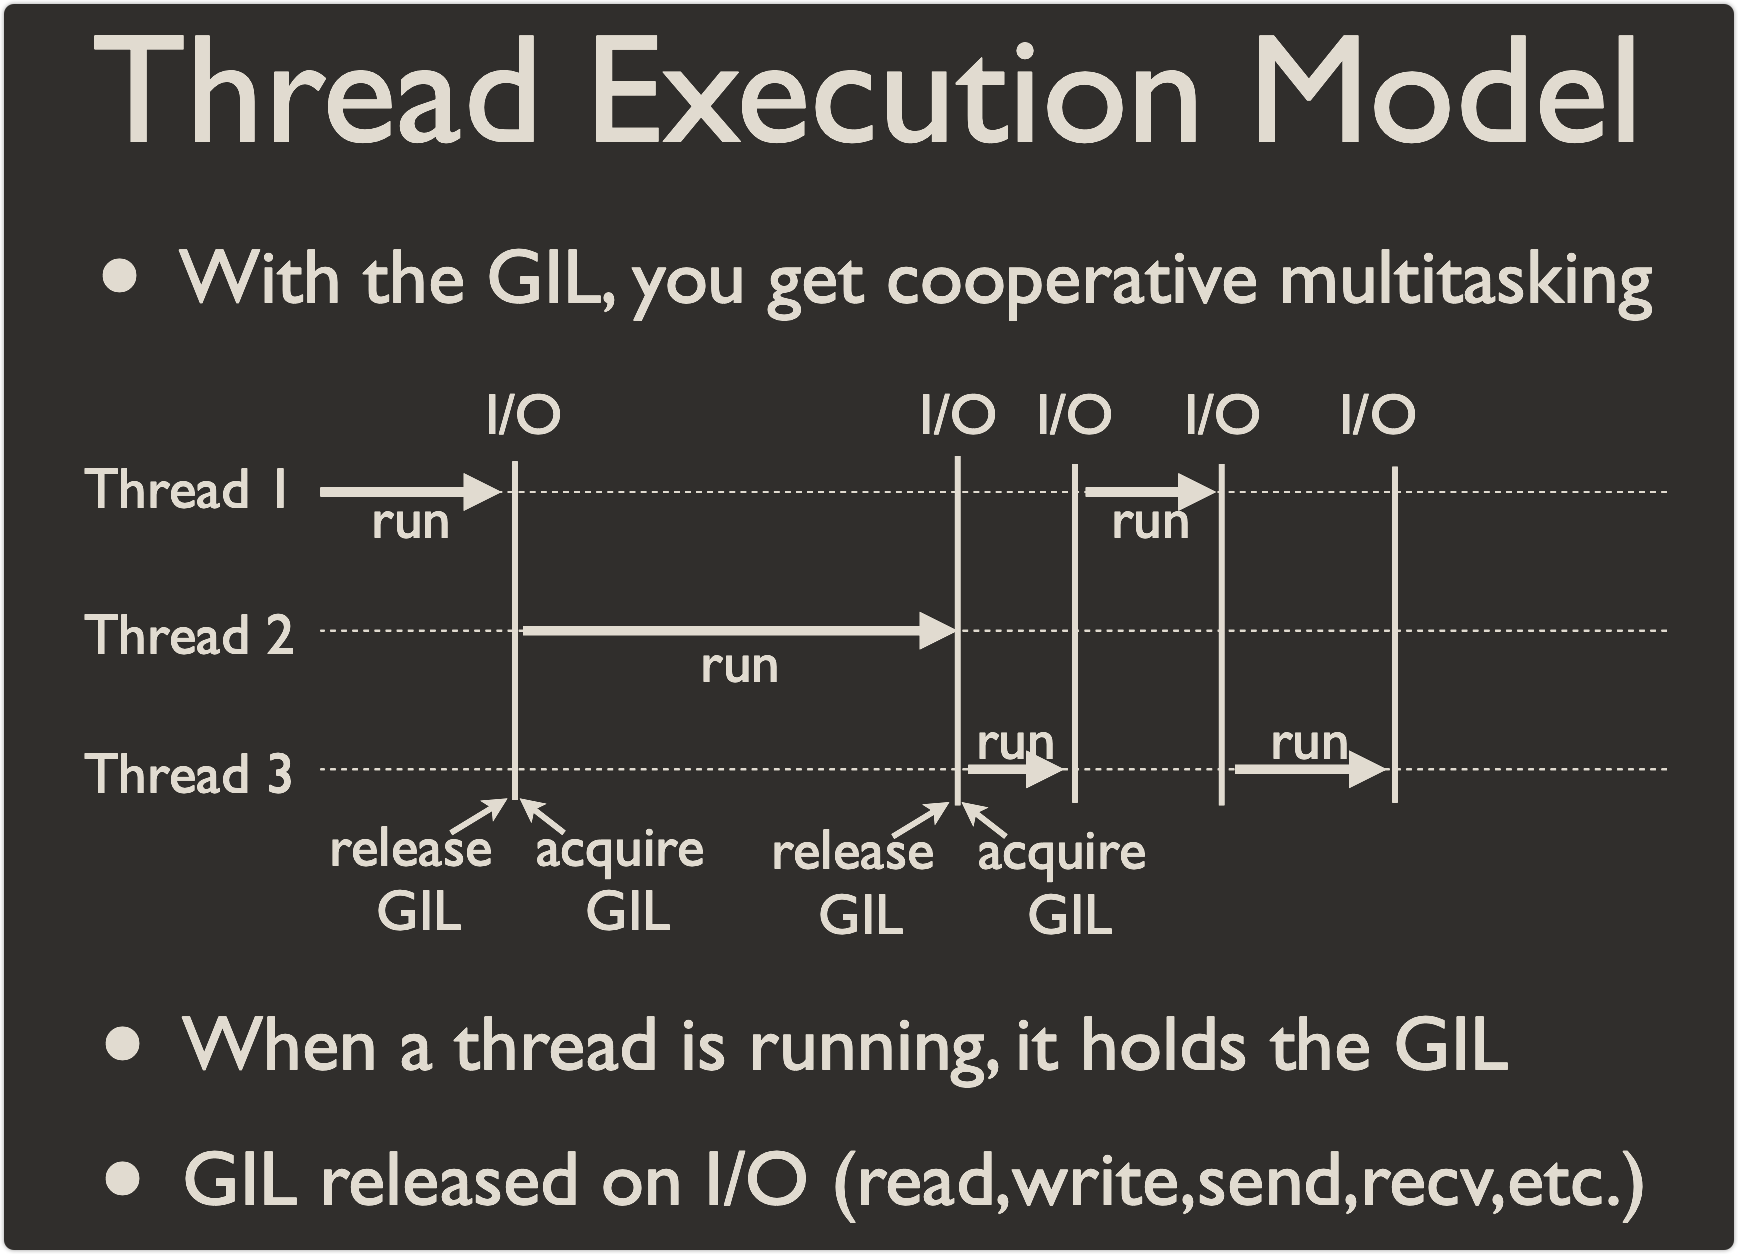 Thread Execution Model
• With the GIL, you get cooperative multitasking
I/O I/O I/O I/O I/O
Thread 1
run run
Thread 2
run
run run
Thread 3
release acquire release acquire
GIL GIL GIL GIL
• When a thread is running, it holds the GIL
• GIL released on I/O (read,write,send,recv,etc.)